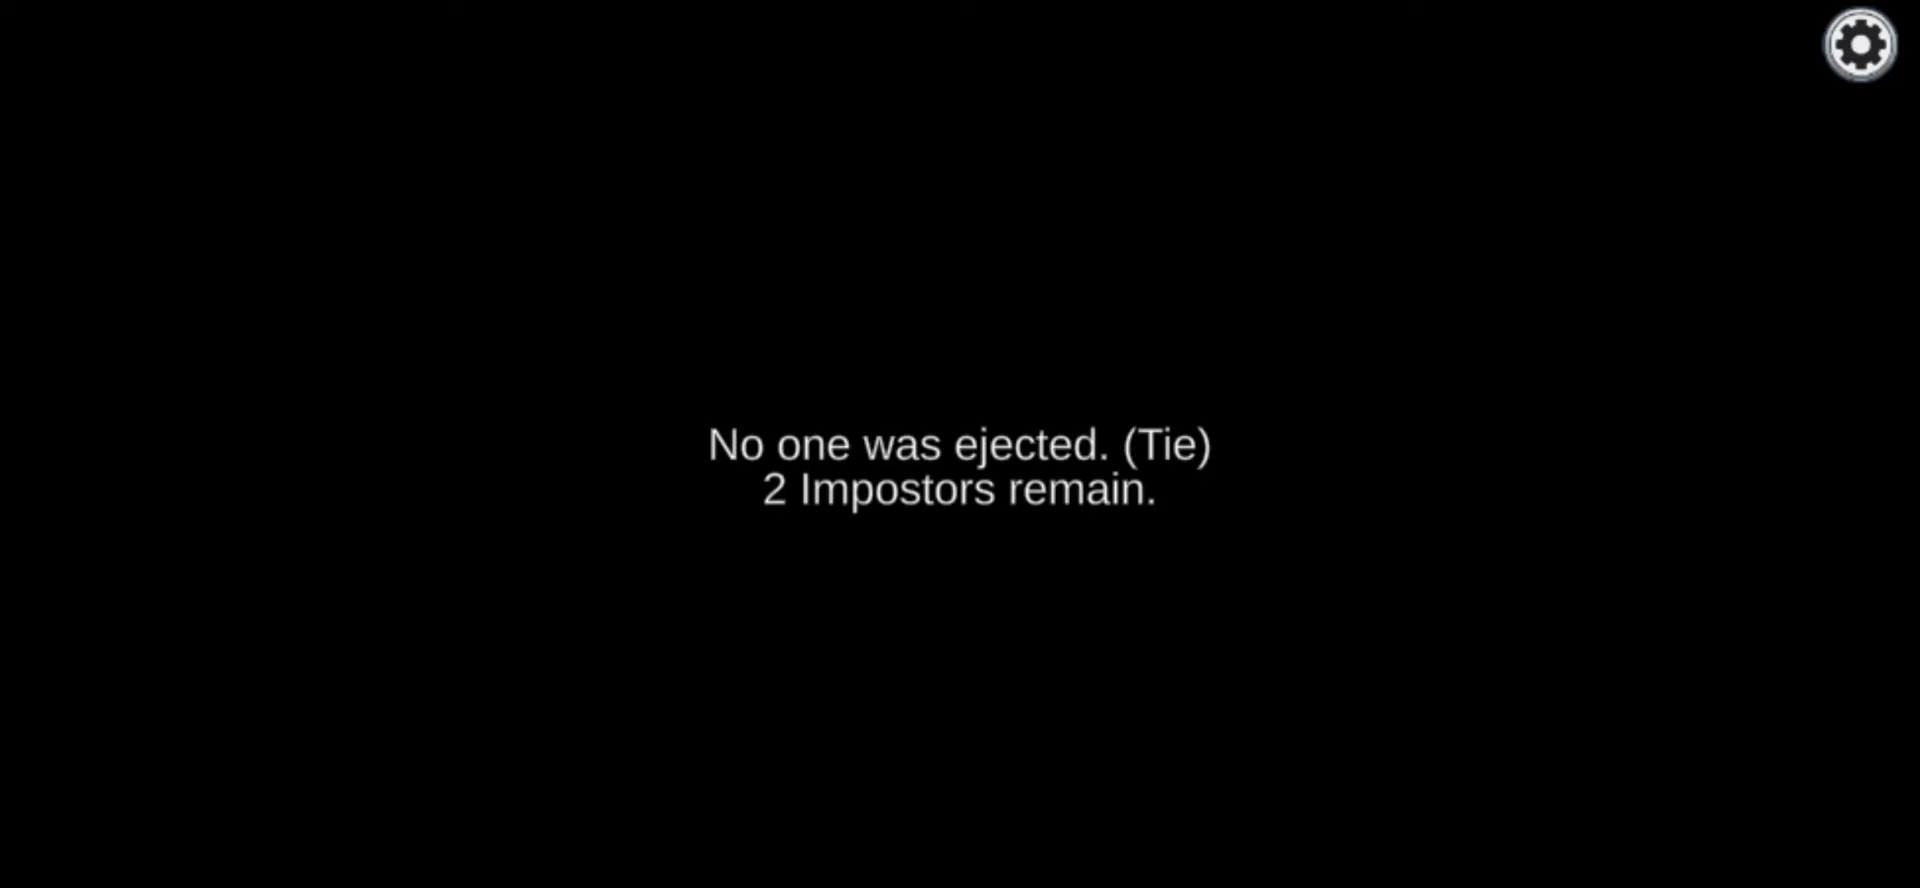 No one was ejected. (Tie)
2 Impostors remain.